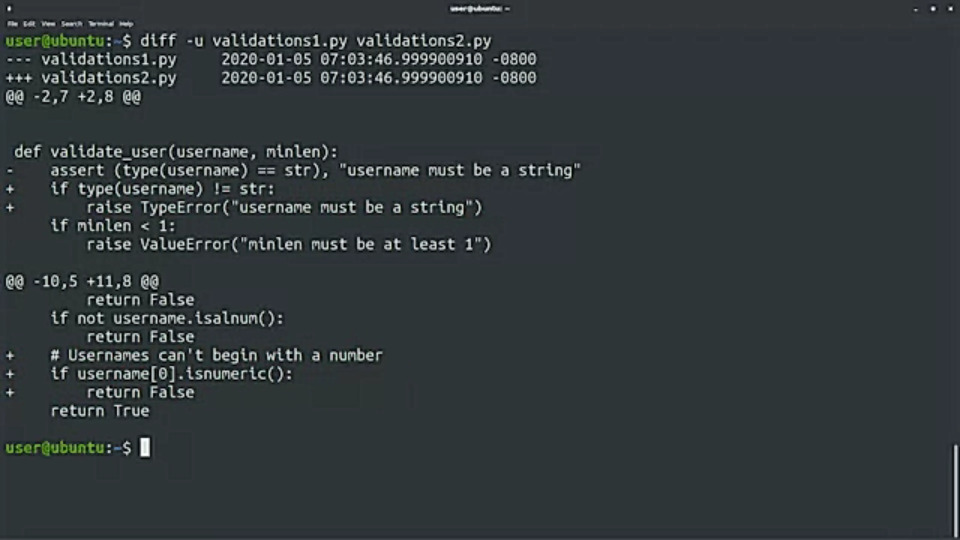 user@ubuntu: ~
File Edit View Search Terminal Help
user@ubuntu:~$ diff -u validations1.py validations2.py
--- validations1.py     2020-01-05 07:03:46.999900910 -0800
+++ validations2.py     2020-01-05 07:03:46.999900910 -0800
@@ -2,7 +2,8 @@
 def validate_user(username, minlen):
-    assert (type(username) == str), "username must be a string"
+    if type(username) != str:
+        raise TypeError("username must be a string")
     if minlen < 1:
         raise ValueError("minlen must be at least 1")
@@ -10,5 +11,8 @@
         return False
     if not username.isalnum():
         return False
+    # Usernames can't begin with a number
+    if username[0].isnumeric():
+        return False
     return True
user@ubuntu:~$